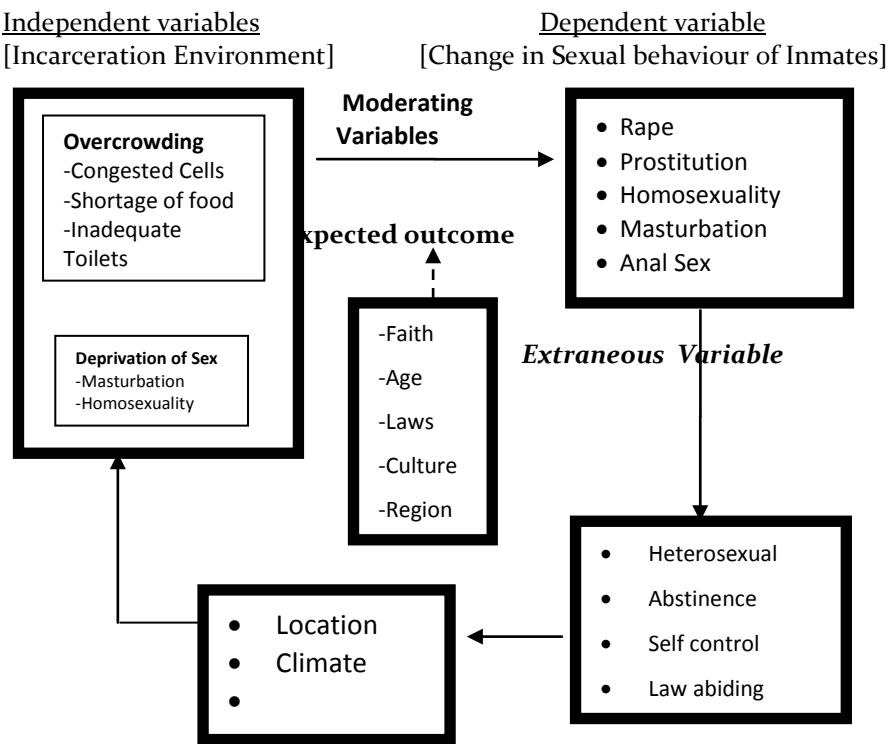 Independent variables
[Incarceration Environment]
Dependent variable
[Change in Sexual behaviour of Inmates]
Overcrowding
-Congested Cells
-Shortage of food
-Inadequate
Toilets
Deprivation of Sex
-Masturbation
-Homosexuality
Moderating
Variables
xpected outcome
-Faith
-Age
-Laws
-Culture
-Region
• Rape
• Prostitution
• Homosexuality
• Masturbation
• Anal Sex
Extraneous Variable
• Heterosexual
• Abstinence
• Self control
• Law abiding
• Location
• Climate
•